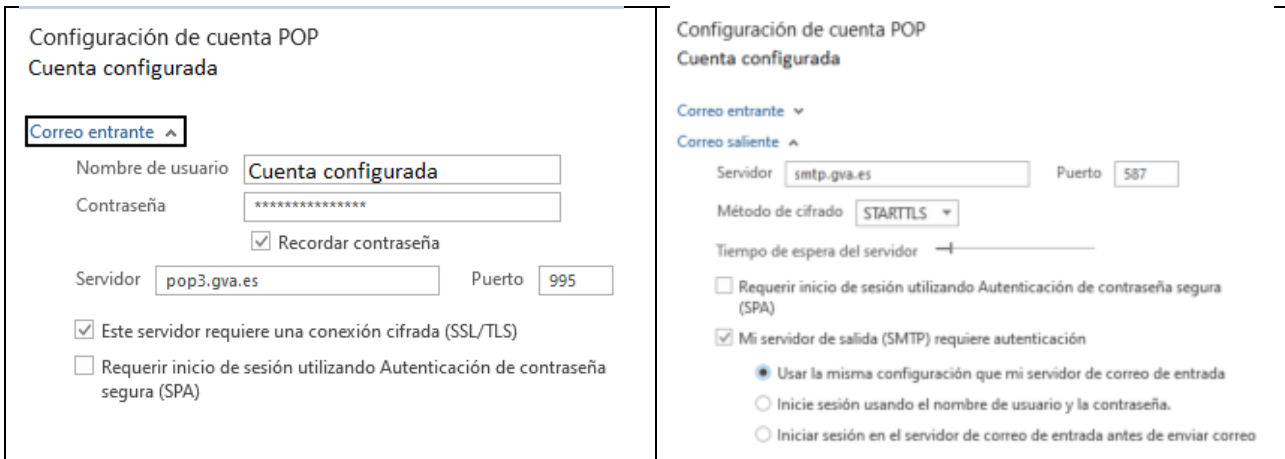 Configuración de cuenta POP
Cuenta configurada
Correo entrante
Nombre de usuario Cuenta configurada
Contraseña ***************
Recordar contraseña
Servidor pop3.gva.es Puerto 995
Este servidor requiere una conexión cifrada (SSL/TLS)
Requerir inicio de sesión utilizando Autenticación de contraseña
segura (SPA)
Configuración de cuenta POP
Cuenta configurada
Correo entrante
Correo saliente
Servidor smtp.gva.es Puerto 587
Método de cifrado STARTTLS
Tiempo de espera del servidor
Requerir inicio de sesión utilizando Autenticación de contraseña segura
(SPA)
Mi servidor de salida (SMTP) requiere autenticación
Usar la misma configuración que mi servidor de correo de entrada
Inicie sesión usando el nombre de usuario y la contraseña.
Iniciar sesión en el servidor de correo de entrada antes de enviar correo